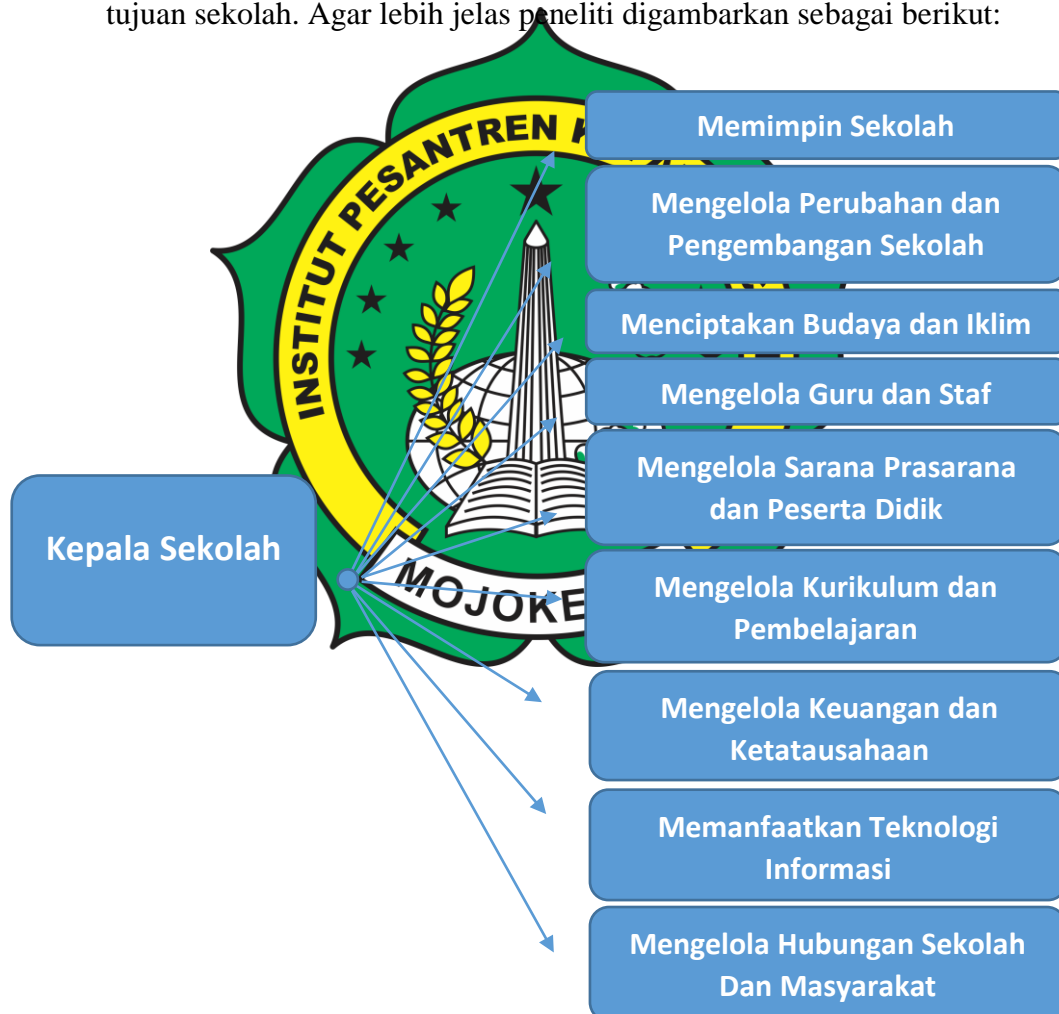 tujuan sekolah. Agar lebih jelas peneliti digambarkan sebagai berikut:
INSTITUT PESANTREN K
MOJOKE
Kepala Sekolah
Memimpin Sekolah
Mengelola Perubahan dan
Pengembangan Sekolah
Menciptakan Budaya dan Iklim
Mengelola Guru dan Staf
Mengelola Sarana Prasarana
dan Peserta Didik
Mengelola Kurikulum dan
Pembelajaran
Mengelola Keuangan dan
Ketatausahaan
Memanfaatkan Teknologi
Informasi
Mengelola Hubungan Sekolah
Dan Masyarakat